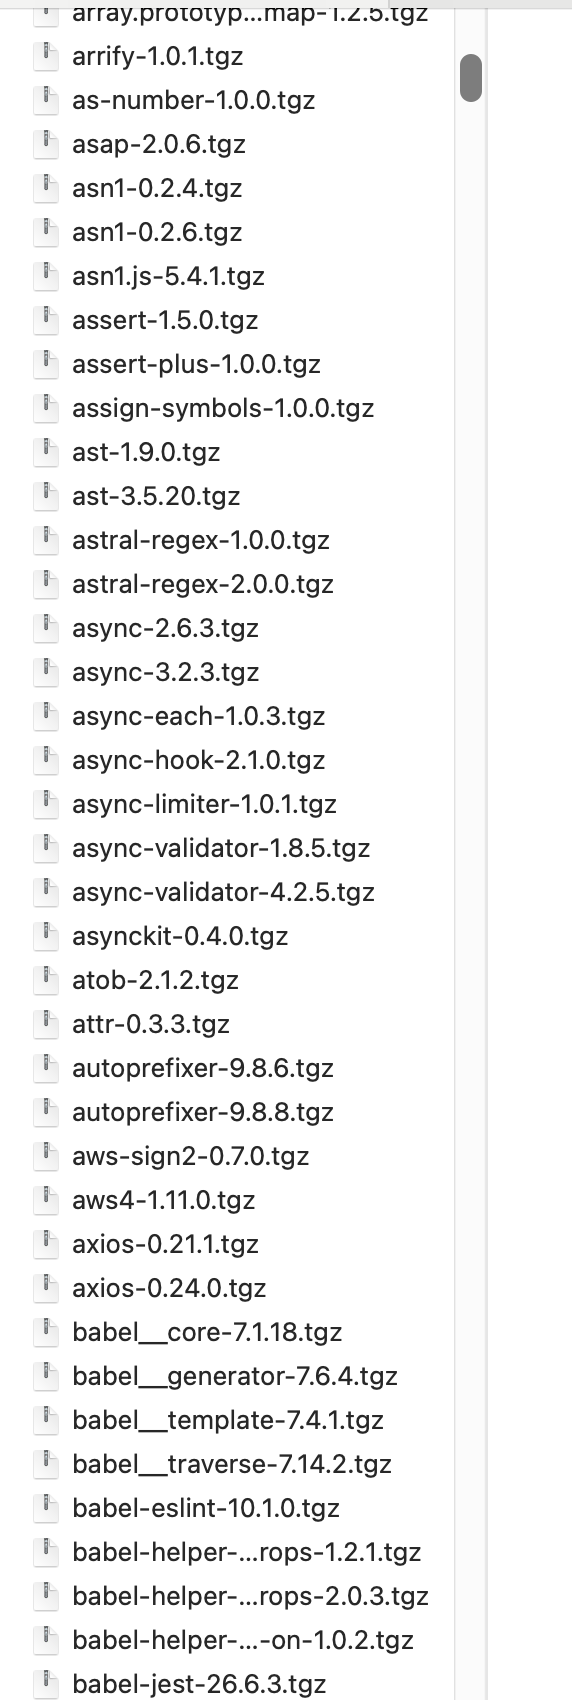 array.prototyp...map-1.2.5.tgz
arrify-1.0.1.tgz
as-number-1.0.0.tgz
asap-2.0.6.tgz
asn1-0.2.4.tgz
asn1-0.2.6.tgz
asn1.js-5.4.1.tgz
assert-1.5.0.tgz
assert-plus-1.0.0.tgz
assign-symbols-1.0.0.tgz
ast-1.9.0.tgz
ast-3.5.20.tgz
astral-regex-1.0.0.tgz
astral-regex-2.0.0.tgz
async-2.6.3.tgz
async-3.2.3.tgz
async-each-1.0.3.tgz
async-hook-2.1.0.tgz
async-limiter-1.0.1.tgz
async-validator-1.8.5.tgz
async-validator-4.2.5.tgz
asynckit-0.4.0.tgz
atob-2.1.2.tgz
attr-0.3.3.tgz
autoprefixer-9.8.6.tgz
autoprefixer-9.8.8.tgz
aws-sign2-0.7.0.tgz
aws4-1.11.0.tgz
axios-0.21.1.tgz
axios-0.24.0.tgz
babel__core-7.1.18.tgz
babel__generator-7.6.4.tgz
babel__template-7.4.1.tgz
babel__traverse-7.14.2.tgz
babel-eslint-10.1.0.tgz
babel-helper-...rops-1.2.1.tgz
babel-helper-...rops-2.0.3.tgz
babel-helper-...-on-1.0.2.tgz
babel-jest-26.6.3.tgz